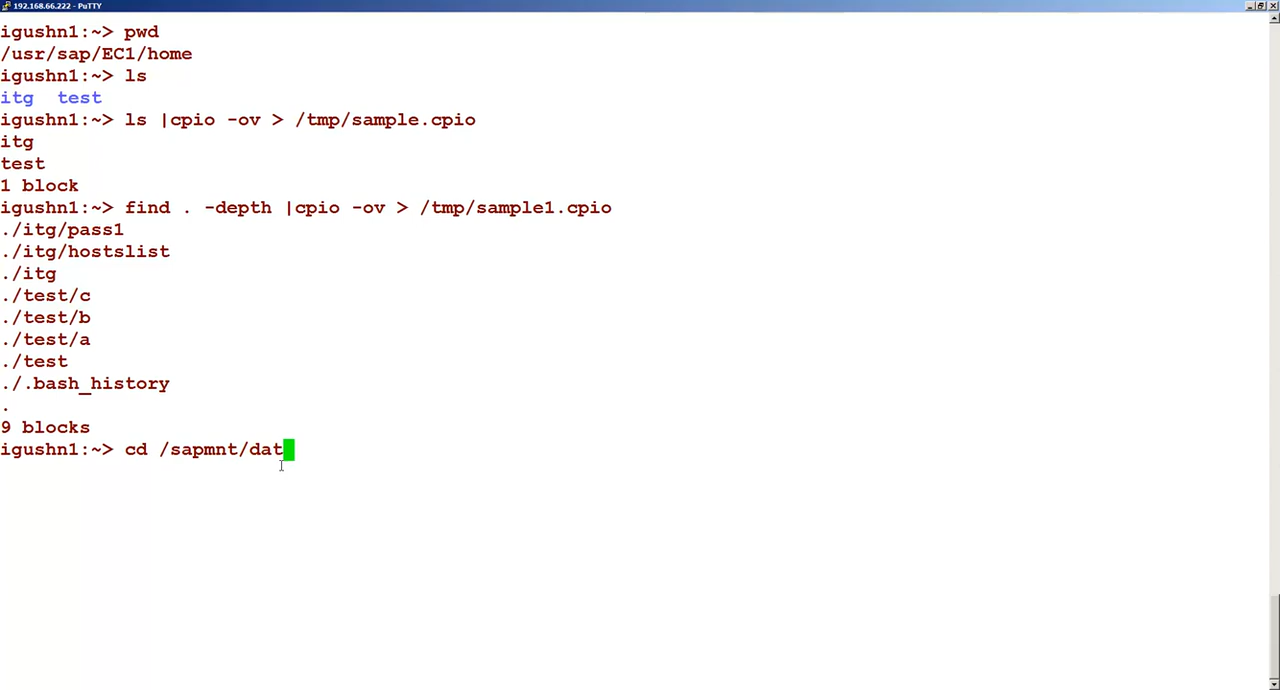 192.168.66.222 - PuTTY
igushn1:~> pwd
/usr/sap/EC1/home
igushn1:~> ls
itg  test
igushn1:~> ls |cpio -ov > /tmp/sample.cpio
itg
test
1 block
igushn1:~> find . -depth |cpio -ov > /tmp/sample1.cpio
./itg/pass1
./itg/hostslist
./itg
./test/c
./test/b
./test/a
./test
./.bash_history
.
9 blocks
igushn1:~> cd /sapmnt/dat